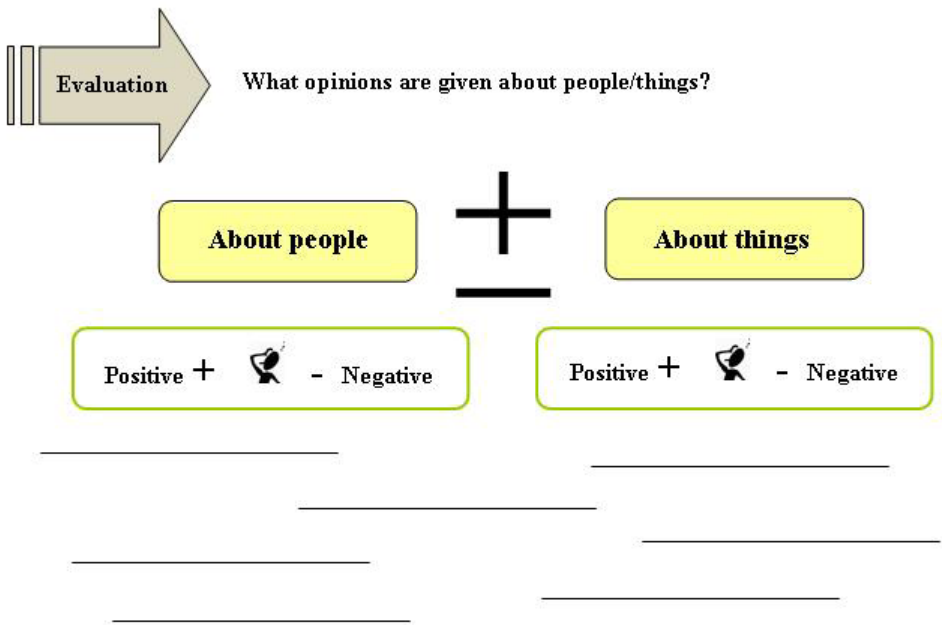 Evaluation
What opinions are given about people/things?
About people
About things
Positive + - Negative
Positive + - Negative